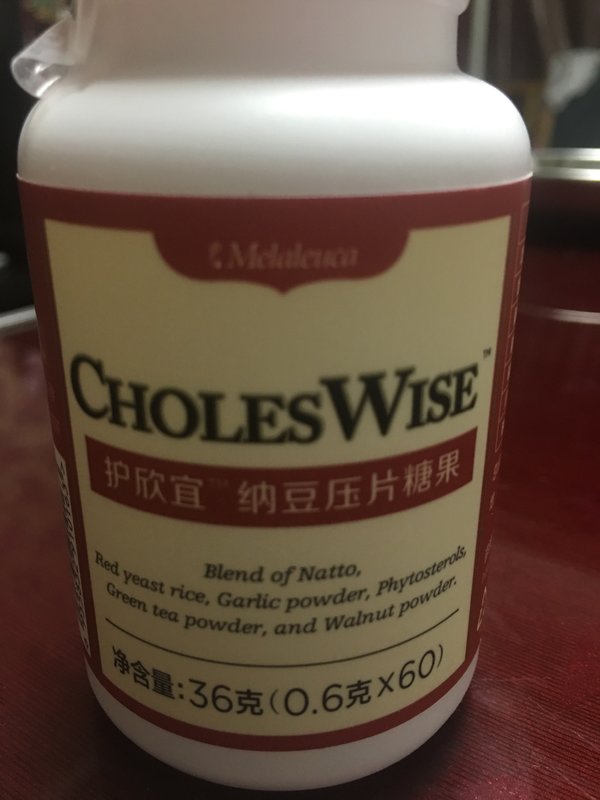 Melaleuca
CHOLESWISE™
护欣宜™ 纳豆压片糖果
Blend of Natto,
Red yeast rice, Garlic powder, Phytosterols,
Green tea powder, and Walnut powder.
净含量:36克(0.6克×60)